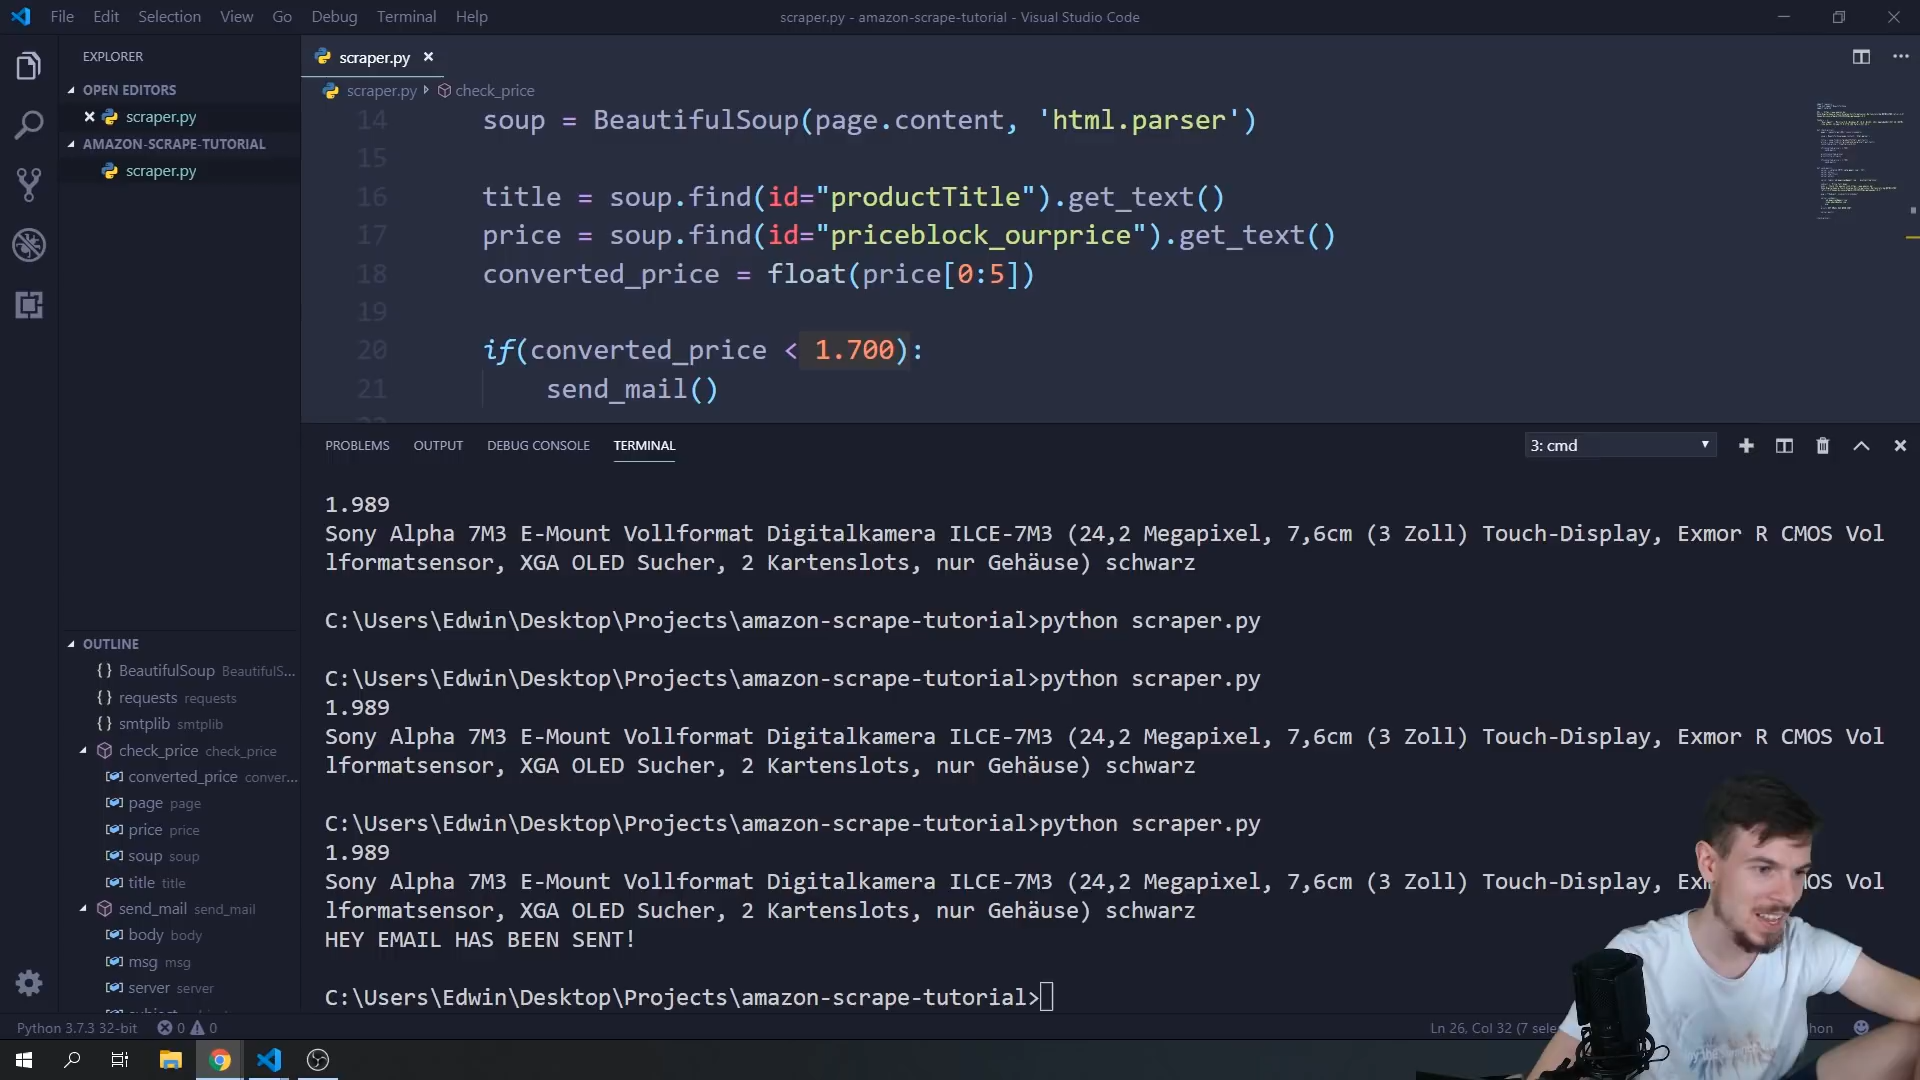 File Edit Selection View Go Debug Terminal Help
scraper.py - amazon-scrape-tutorial - Visual Studio Code
EXPLORER
OPEN EDITORS
scraper.py
AMAZON-SCRAPE-TUTORIAL
scraper.py
OUTLINE
BeautifulSoup BeautifulS...
requests requests
smtplib smtplib
check_price check_price
converted_price conver...
page page
price price
soup soup
title title
send_mail send_mail
body body
msg msg
server server
scraper.py
scraper.py check_price
14 soup = BeautifulSoup(page.content, 'html.parser')
15
16 title = soup.find(id="productTitle").get_text()
17 price = soup.find(id="priceblock_ourprice").get_text()
18 converted_price = float(price[0:5])
19
20 if(converted_price < 1.700):
21 send_mail()
PROBLEMS OUTPUT DEBUG CONSOLE TERMINAL
3: cmd
1.989
Sony Alpha 7M3 E-Mount Vollformat Digitalkamera ILCE-7M3 (24,2 Megapixel, 7,6cm (3 Zoll) Touch-Display, Exmor R CMOS Vol
lformatsensor, XGA OLED Sucher, 2 Kartenslots, nur Gehäuse) schwarz
C:\Users\Edwin\Desktop\Projects\amazon-scrape-tutorial>python scraper.py
C:\Users\Edwin\Desktop\Projects\amazon-scrape-tutorial>python scraper.py
1.989
Sony Alpha 7M3 E-Mount Vollformat Digitalkamera ILCE-7M3 (24,2 Megapixel, 7,6cm (3 Zoll) Touch-Display, Exmor R CMOS Vol
lformatsensor, XGA OLED Sucher, 2 Kartenslots, nur Gehäuse) schwarz
C:\Users\Edwin\Desktop\Projects\amazon-scrape-tutorial>python scraper.py
1.989
Sony Alpha 7M3 E-Mount Vollformat Digitalkamera ILCE-7M3 (24,2 Megapixel, 7,6cm (3 Zoll) Touch-Display, OS Vol
lformatsensor, XGA OLED Sucher, 2 Kartenslots, nur Gehäuse) schwarz
HEY EMAIL HAS BEEN SENT!
C:\Users\Edwin\Desktop\Projects\amazon-scrape-tutorial>
Python 3.7.3 32-bit 0 0
Ln 26, Col 32 (7 sele